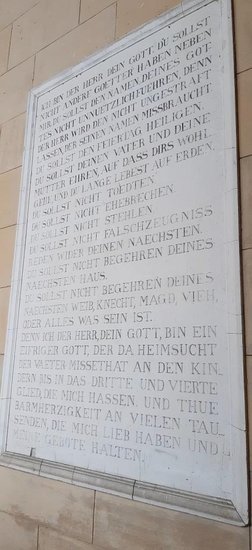 ICH BIN DER HERR DEIN GOTT. DU SOLLST
NICHT ANDERE GOETTER HABEN NEBEN
MIR. DU SOLLST DEN NAMEN DEINES GOT
TES NICHT UNNUETZLICH FUEHREN, DENN
DER HERR WIRD DEN NICHT UNGESTRAFT
LASSEN, DER SEINEN NAMEN MISSBRAUCHT.
DU SOLLST DEN FEIERTAG HEILIGEN.
DU SOLLST DEINEN VATER UND DEINE
MUTTER EHREN, AUF DASS DIRS WOHL
GEHE, UND DU LANGE LEBEST AUF ERDEN.
DU SOLLST NICHT TOEDTEN.
DU SOLLST NICHT EHEBRECHEN.
DU SOLLST NICHT STEHLEN.
DU SOLLST NICHT FALSCH ZEUGNISS
REDEN WIDER DEINEN NAECHSTEN.
DU SOLLST NICHT BEGEHREN DEINES
NAECHSTEN HAUS.
DU SOLLST NICHT BEGEHREN DEINES
NAECHSTEN WEIB, KNECHT, MAGD, VIEH,
ODER ALLES WAS SEIN IST.
DENN ICH DER HERR, DEIN GOTT, BIN EIN
EIFRIGER GOTT, DER DA HEIMSUCHT
DER VAETER MISSETHAT AN DEN KIN
DERN BIS IN DAS DRITTE UND VIERTE
GLIED, DIE MICH HASSEN. UND THUE
BARMHERZIGKEIT AN VIELEN TAU
SENDEN, DIE MICH LIEB HABEN UND
MEINE GEBOTE HALTEN.